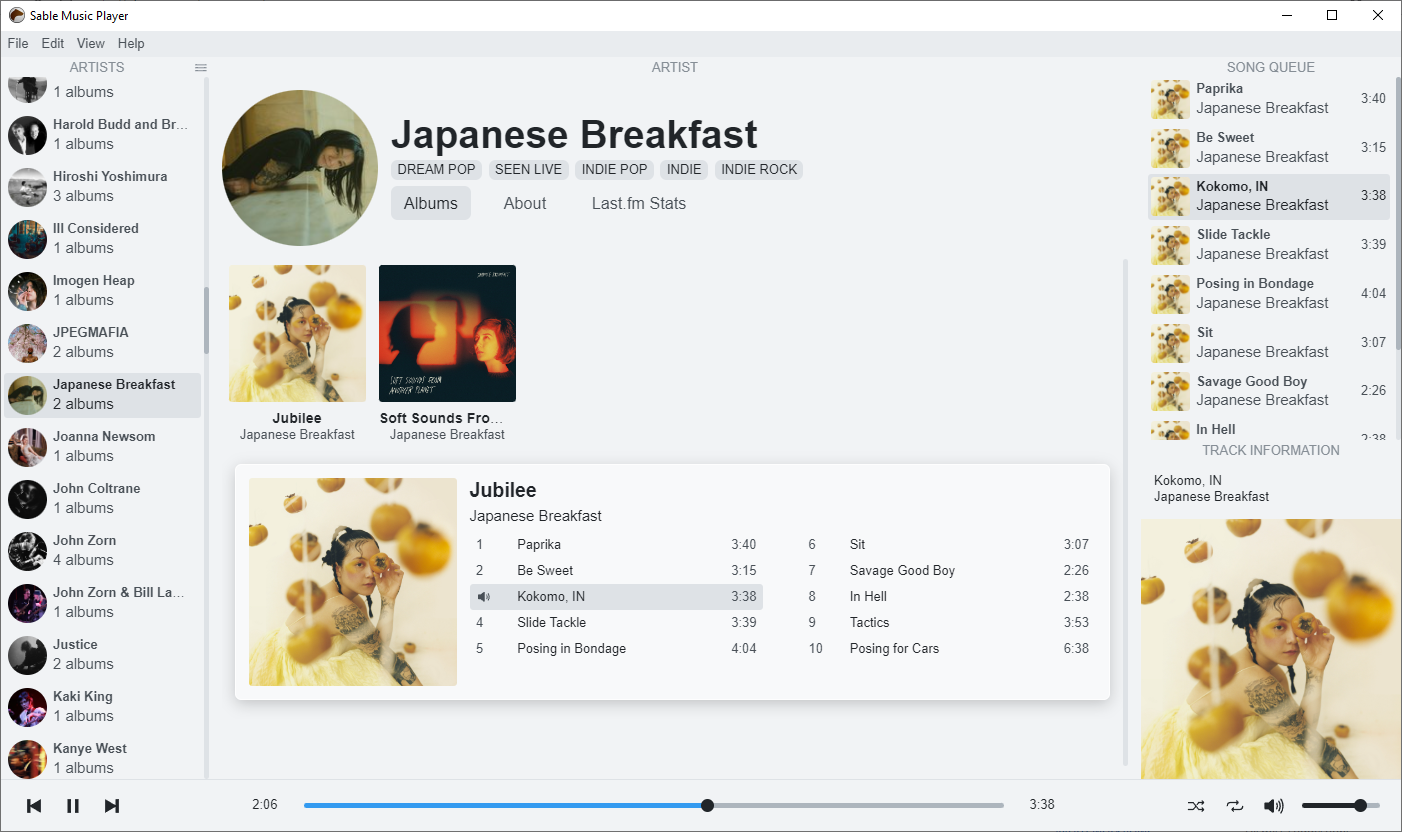 Sable Music Player
File Edit View Help
ARTISTS
1 albums
Harold Budd and Br...
1 albums
Hiroshi Yoshimura
3 albums
Ill Considered
1 albums
Imogen Heap
1 albums
JPEGMAFIA
2 albums
Japanese Breakfast
2 albums
Joanna Newsom
1 albums
John Coltrane
1 albums
John Zorn
4 albums
John Zorn & Bill La...
1 albums
Justice
2 albums
Kaki King
1 albums
Kanye West
1 albums
ARTIST
Japanese Breakfast
DREAM POP SEEN LIVE INDIE POP INDIE INDIE ROCK
Albums About Last.fm Stats
SOFT SOUNDS FROM
ANOTHER PLANET
Jubilee
Japanese Breakfast
Soft Sounds Fro...
Japanese Breakfast
Jubilee
Japanese Breakfast
1 Paprika 3:40
2 Be Sweet 3:15
Kokomo, IN 3:38
4 Slide Tackle 3:39
5 Posing in Bondage 4:04
6 Sit 3:07
7 Savage Good Boy 2:26
8 In Hell 2:38
9 Tactics 3:53
10 Posing for Cars 6:38
SONG QUEUE
Paprika
Japanese Breakfast 3:40
Be Sweet
Japanese Breakfast 3:15
Kokomo, IN
Japanese Breakfast 3:38
Slide Tackle
Japanese Breakfast 3:39
Posing in Bondage
Japanese Breakfast 4:04
Sit
Japanese Breakfast 3:07
Savage Good Boy
Japanese Breakfast 2:26
In Hell
2:38
TRACK INFORMATION
Kokomo, IN
Japanese Breakfast
2:06 3:38